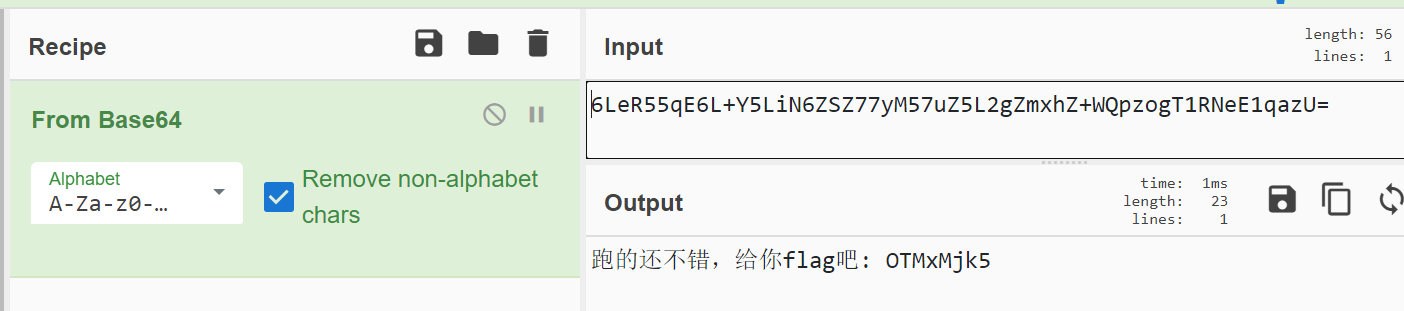 Recipe
From Base64
Alphabet
A-Za-z0-…
Remove non-alphabet
chars
Input
length: 56
lines: 1
6LeR55qE6L+Y5LiN6ZSZ77yM57uZ5L2gZmxhZ+WQpzogT1RNeE1qazU=
Output
time: 1ms
length: 23
lines: 1
跑的还不错，给你flag吧: OTMxMjk5